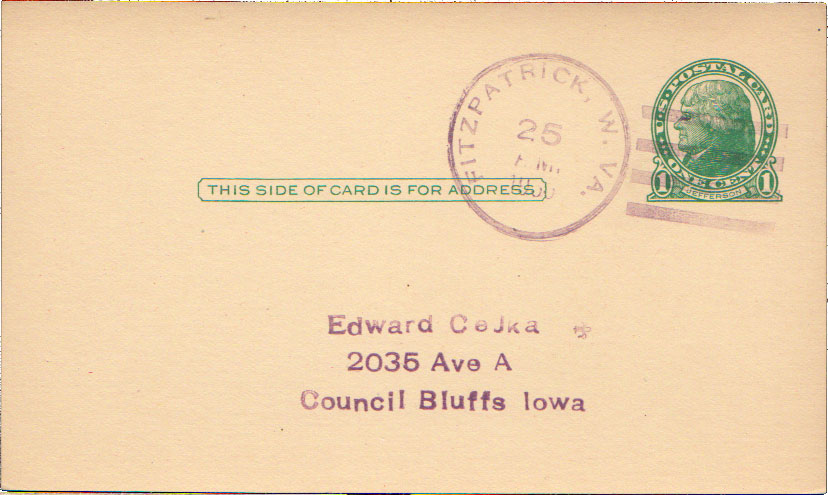 FITZPATRICK, W. VA.
25
U.S. POSTAL CARD
ONE CENT
1 JEFFERSON 1
THIS SIDE OF CARD IS FOR ADDRESS
Edward Cejka
2035 Ave A
Council Bluffs Iowa